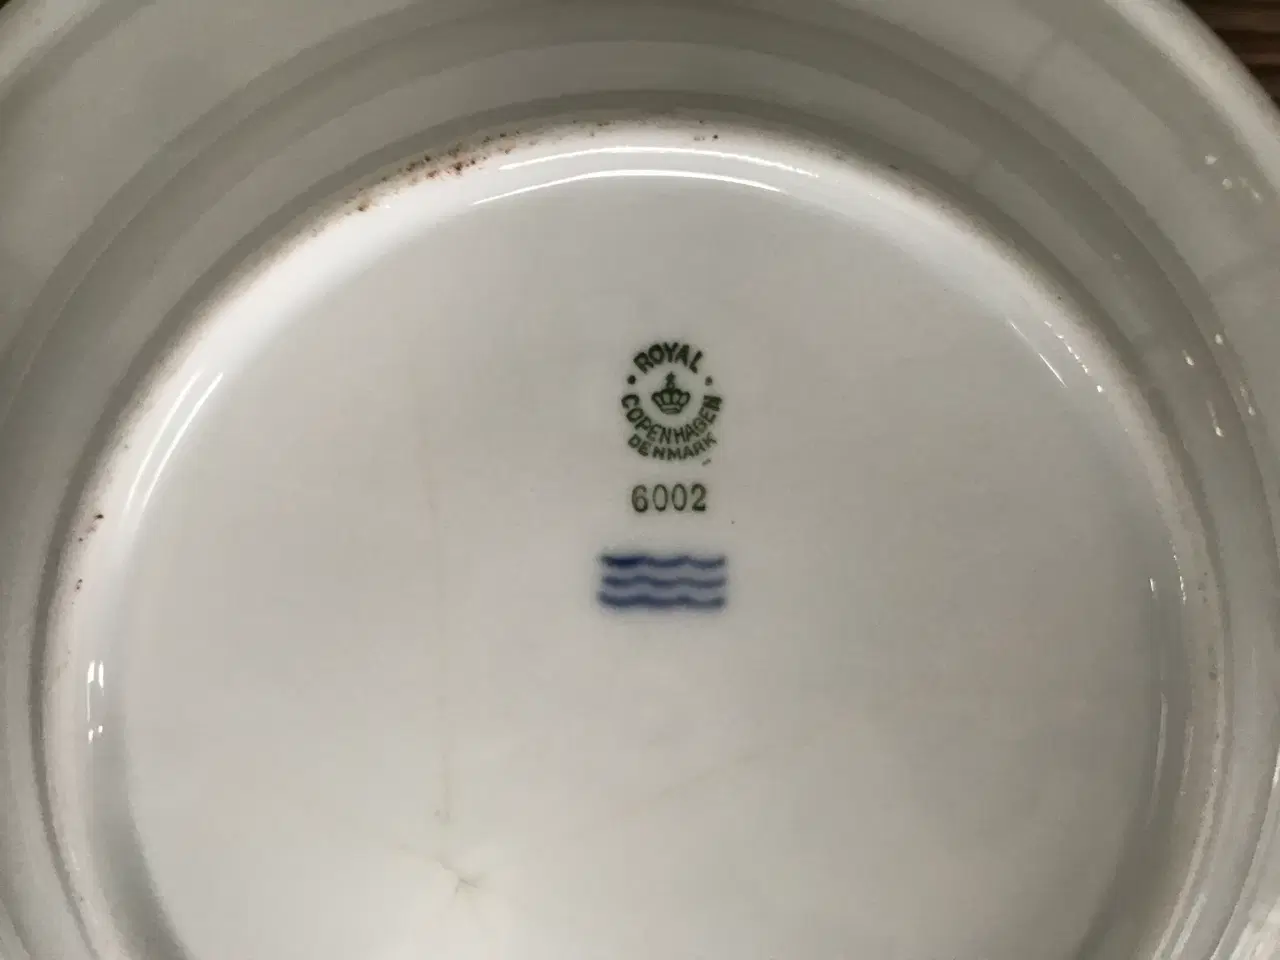 ROYAL
COPENHAGEN
DENMARK
6002